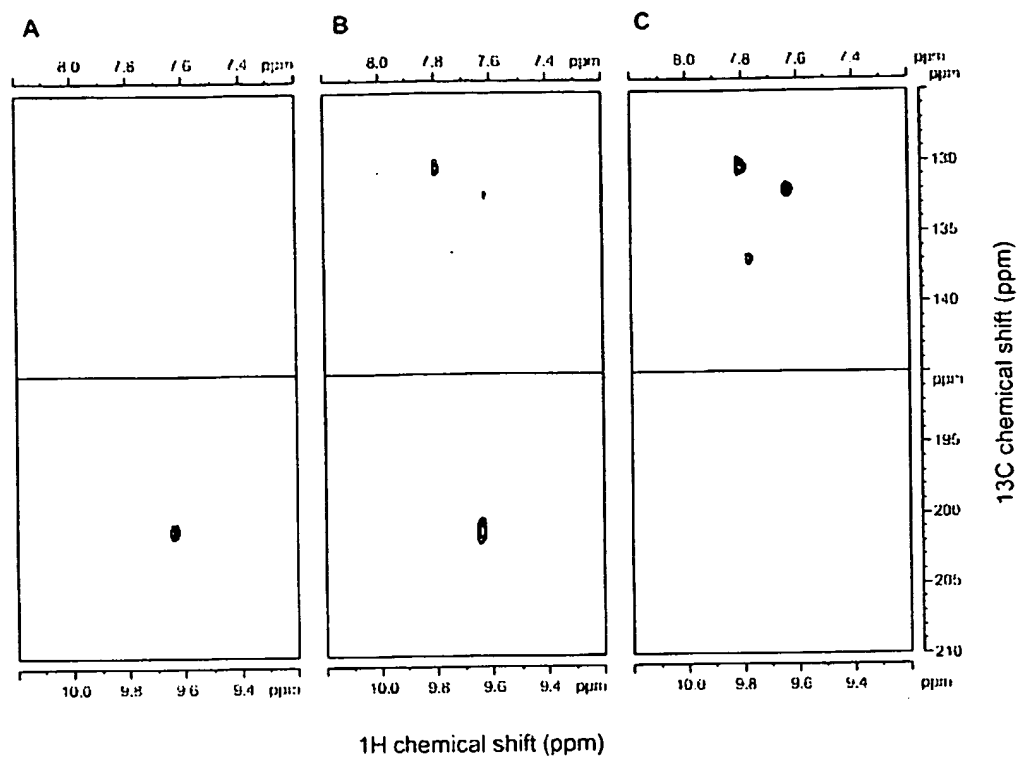 A B C
8.0 7.8 7.6 7.4 ppm
8.0 7.8 7.6 7.4 ppm
8.0 7.8 7.6 7.4 ppm
ppm
130
135
140
ppm
195
200
205
210
13C chemical shift (ppm)
10.0 9.8 9.6 9.4 ppm
10.0 9.8 9.6 9.4 ppm
10.0 9.8 9.6 9.4 ppm
1H chemical shift (ppm)